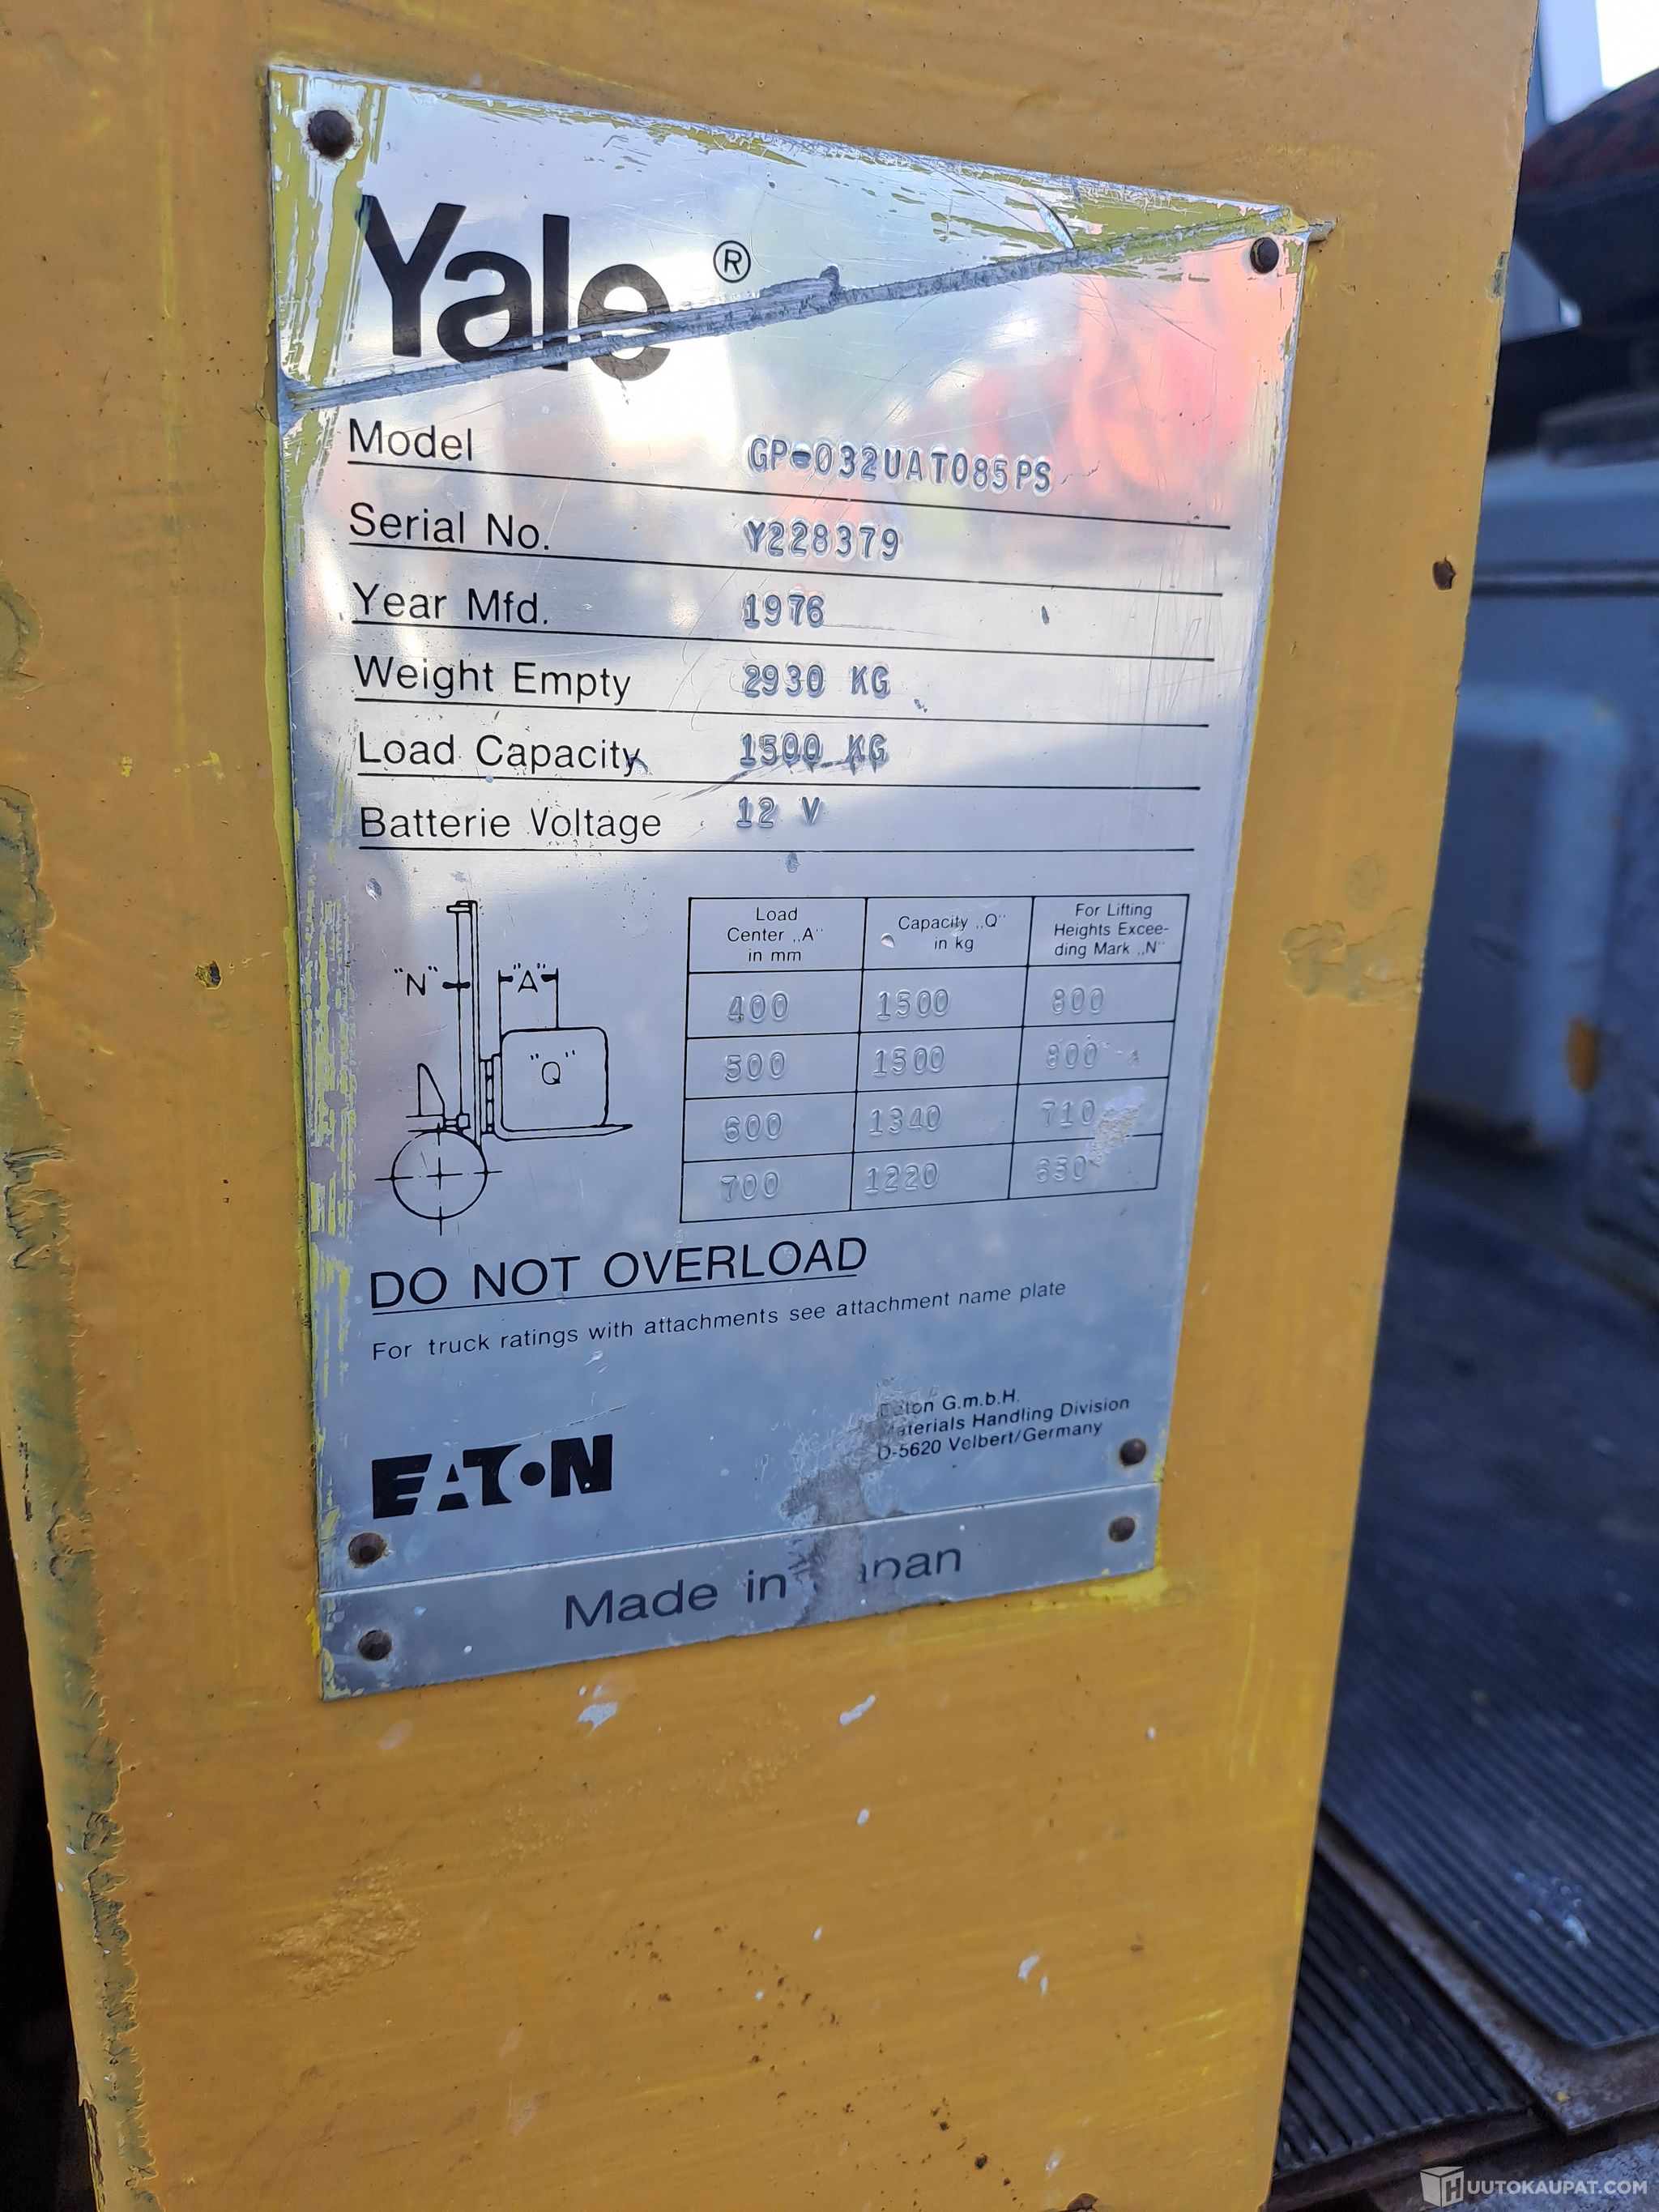 Yale ®
Model GP-032UAT085PS
Serial No. Y228379
Year Mfd. 1976
Weight Empty 2930 KG
Load Capacity 1500 KG
Batterie Voltage 12 V
"N" "A"
"Q"
Load Center „A" in mm
Capacity „Q" in kg
For Lifting Heights Excee-ding Mark „N"
400 1500 800
500 1500 800
600 1340 710
700 1220 650
DO NOT OVERLOAD
For truck ratings with attachments see attachment name plate
Eaton G.m.b.H.
Materials Handling Division
D-5620 Velbert/Germany
EATON
Made in Japan
HUUTOKAUPAT.COM